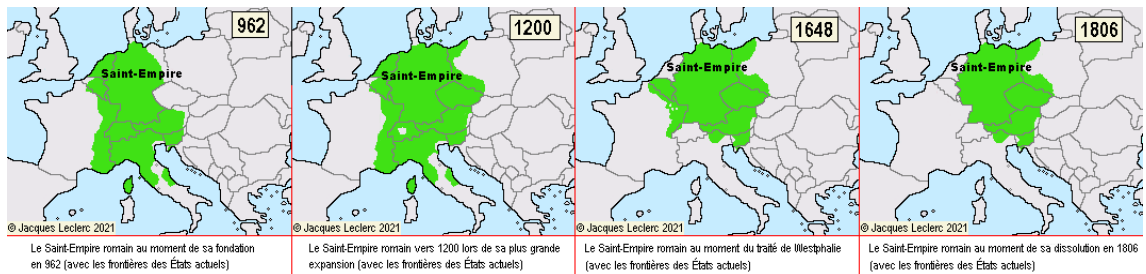 962
Saint-Empire
© Jacques Leclerc 2021
Le Saint-Empire romain au moment de sa fondation
en 962 (avec les frontières des États actuels)
1200
Saint-Empire
© Jacques Leclerc 2021
Le Saint-Empire romain vers 1200 lors de sa plus grande
expansion (avec les frontières des États actuels)
1648
Saint-Empire
© Jacques Leclerc 2021
Le Saint-Empire romain au moment du traité de Westphalie
(avec les frontières des États actuels)
1806
Saint-Empire
© Jacques Leclerc 2021
Le Saint-Empire romain au moment de sa dissolution en 1806
(avec les frontières des États actuels)